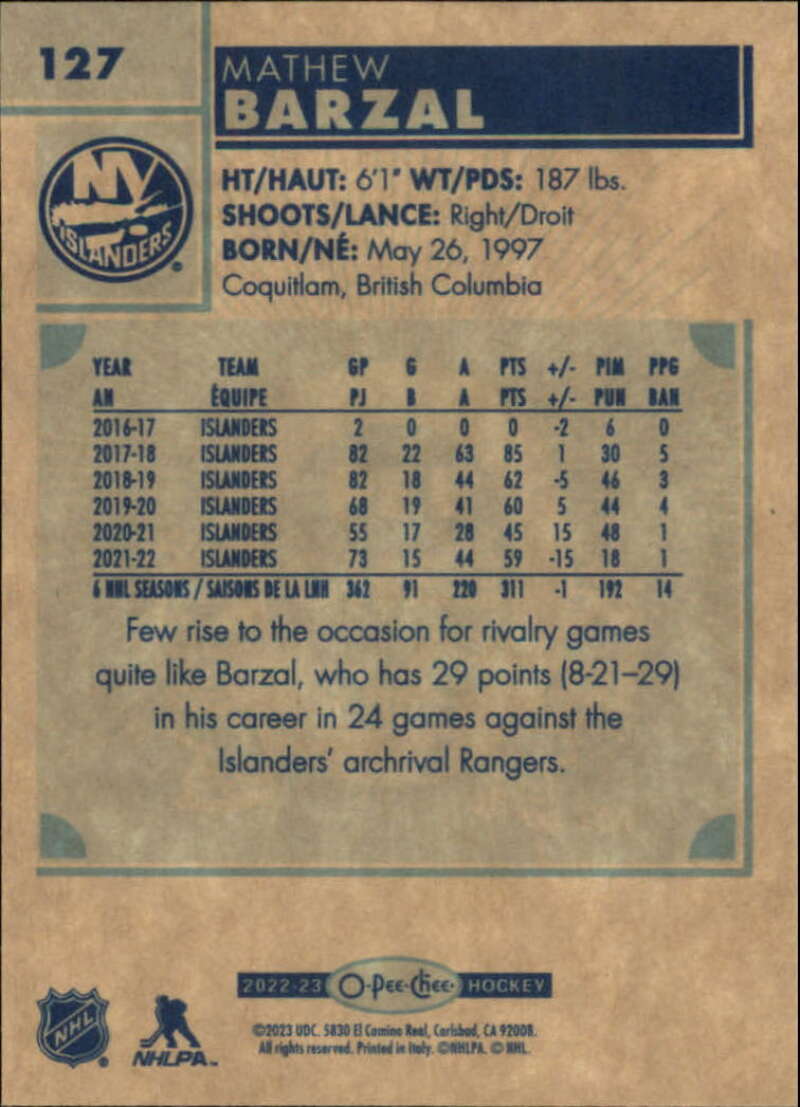 127
MATHEW
BARZAL
NY
ISLANDERS
HT/HAUT: 6'1" WT/PDS: 187 lbs.
SHOOTS/LANCE: Right/Droit
BORN/NÉ: May 26, 1997
Coquitlam, British Columbia
YEAR TEAM GP G A PTS +/- PIM PPG
AN ÉQUIPE PJ B A PTS +/- PUN BAN
2016-17 ISLANDERS 2 0 0 0 -2 6 0
2017-18 ISLANDERS 82 22 63 85 1 30 5
2018-19 ISLANDERS 82 18 44 62 -5 46 3
2019-20 ISLANDERS 68 19 41 60 5 44 4
2020-21 ISLANDERS 55 17 28 45 15 48 1
2021-22 ISLANDERS 73 15 44 59 -15 18 1
6 NHL SEASONS / SAISONS DE LA LNH 362 91 220 311 -1 192 14
Few rise to the occasion for rivalry games
quite like Barzal, who has 29 points (8-21–29)
in his career in 24 games against the
Islanders' archrival Rangers.
2022-23 O-Pee-Chee HOCKEY
NHL
NHLPA
©2023 UDC. 5830 El Camino Real, Carlsbad, CA 92008.
All rights reserved. Printed in Italy. ©NHLPA. © NHL.